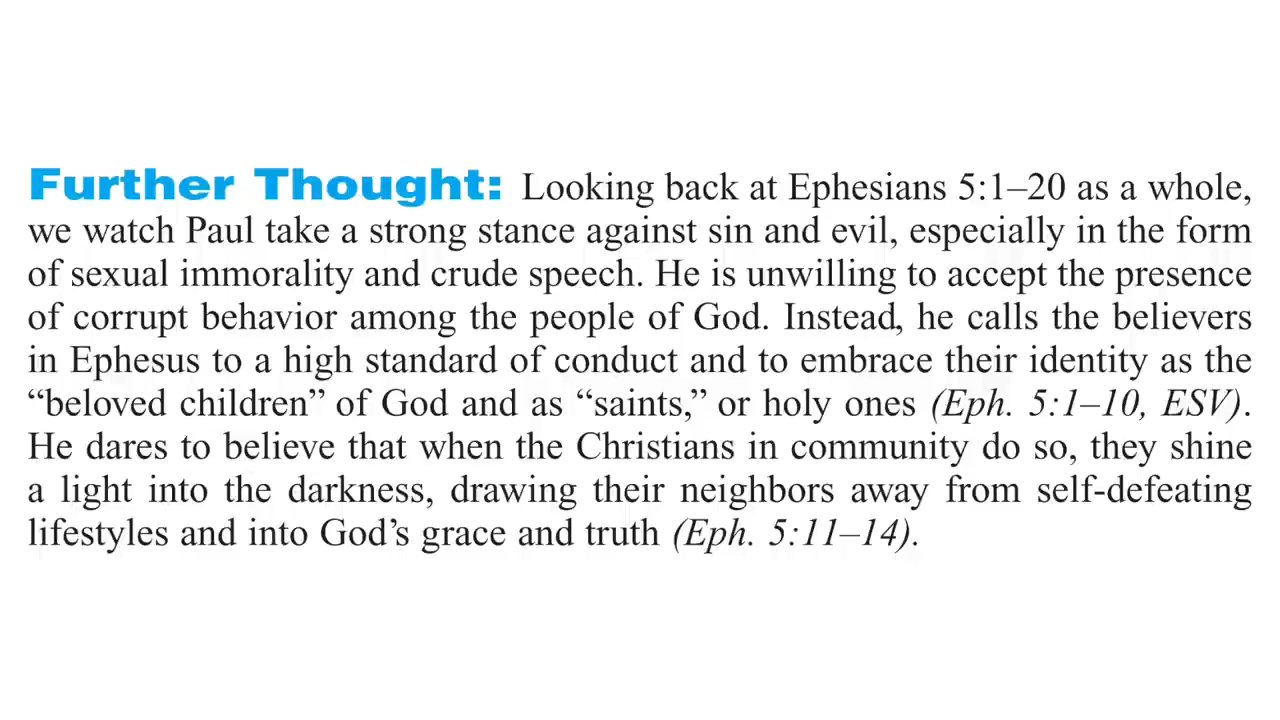 Further Thought: Looking back at Ephesians 5:1–20 as a whole,
we watch Paul take a strong stance against sin and evil, especially in the form
of sexual immorality and crude speech. He is unwilling to accept the presence
of corrupt behavior among the people of God. Instead, he calls the believers
in Ephesus to a high standard of conduct and to embrace their identity as the
“beloved children” of God and as “saints,” or holy ones (Eph. 5:1–10, ESV).
He dares to believe that when the Christians in community do so, they shine
a light into the darkness, drawing their neighbors away from self-defeating
lifestyles and into God’s grace and truth (Eph. 5:11–14).